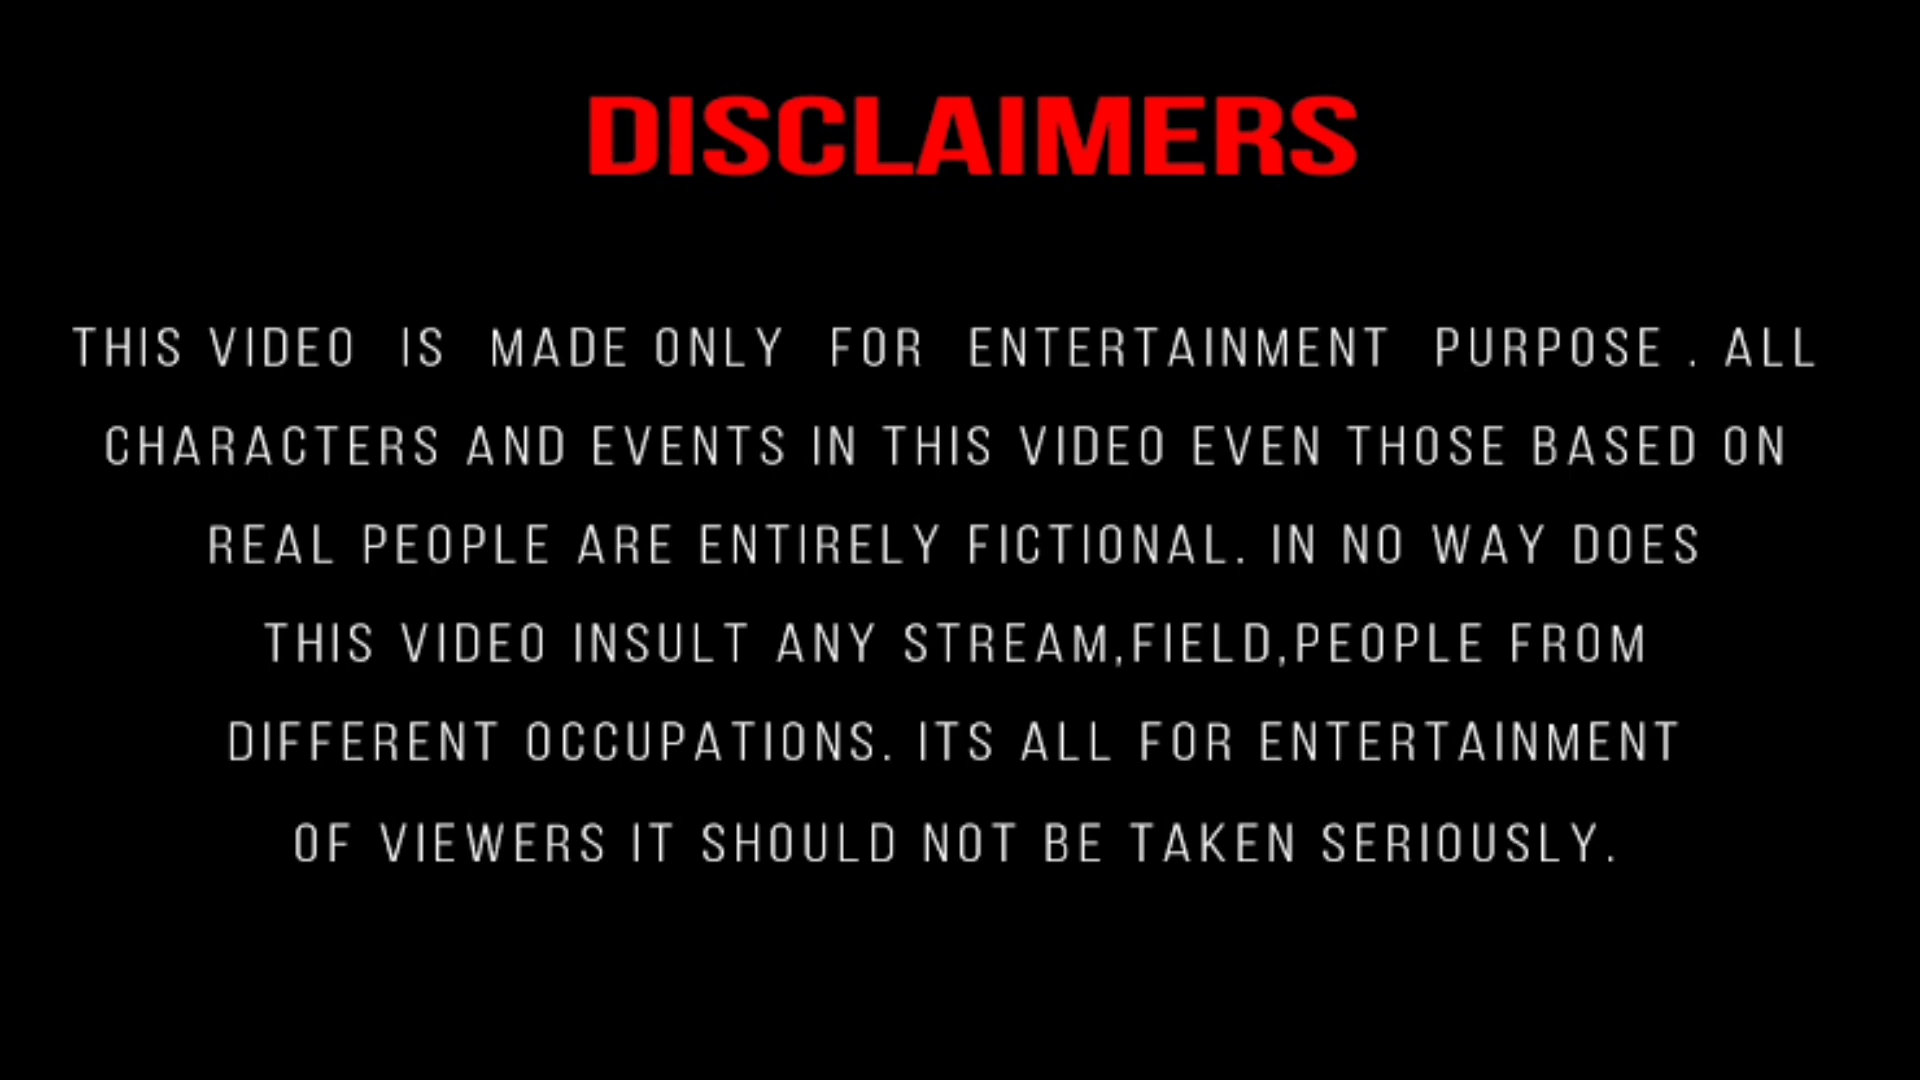 DISCLAIMERS
THIS VIDEO IS MADE ONLY FOR ENTERTAINMENT PURPOSE . ALL
CHARACTERS AND EVENTS IN THIS VIDEO EVEN THOSE BASED ON
REAL PEOPLE ARE ENTIRELY FICTIONAL. IN NO WAY DOES
THIS VIDEO INSULT ANY STREAM,FIELD,PEOPLE FROM
DIFFERENT OCCUPATIONS. ITS ALL FOR ENTERTAINMENT
OF VIEWERS IT SHOULD NOT BE TAKEN SERIOUSLY.